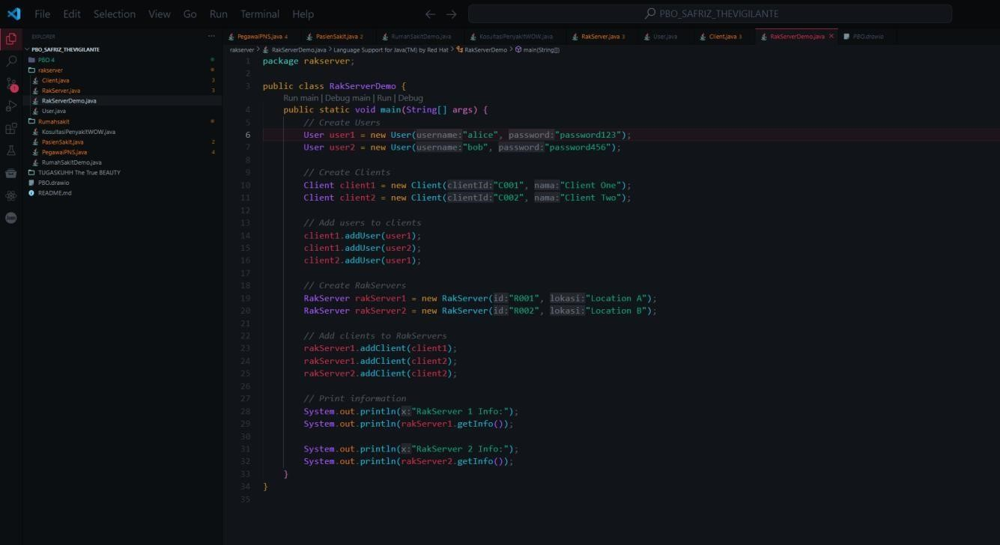 File Edit Selection View Go Run Terminal Help
PBO_SAFRIZ_THEVIGILANTE
EXPLORER
PBO_SAFRIZ_THEVIGILANTE
PBO 4
rakserver
Client.java 3
RakServer.java 3
RakServerDemo.java
User.java
Rumahsakit
KosultasiPenyakitWOW.java
PasienSakit.java 2
PegawaiPNS.java 4
RumahSakitDemo.java
TUGASKUHH The True BEAUTY
PBO.drawio
README.md
1
json
PegawaiPNS.java 4 PasienSakit.java 2 RumahSakitDemo.java KosultasiPenyakitWOW.java RakServer.java 3 User.java Client.java 3 RakServerDemo.java PBO.drawio
rakserver > RakServerDemo.java > Language Support for Java(TM) by Red Hat > RakServerDemo > main(String[])
1 package rakserver;
2
3 public class RakServerDemo {
Run main | Debug main | Run | Debug
4 public static void main(String[] args) {
5 // Create Users
6 User user1 = new User(username:"alice", password:"password123");
7 User user2 = new User(username:"bob", password:"password456");
8
9 // Create Clients
10 Client client1 = new Client(clientId:"C001", nama:"Client One");
11 Client client2 = new Client(clientId:"C002", nama:"Client Two");
12
13 // Add users to clients
14 client1.addUser(user1);
15 client1.addUser(user2);
16 client2.addUser(user1);
17
18 // Create RakServers
19 RakServer rakServer1 = new RakServer(id:"R001", lokasi:"Location A");
20 RakServer rakServer2 = new RakServer(id:"R002", lokasi:"Location B");
21
22 // Add clients to RakServers
23 rakServer1.addClient(client1);
24 rakServer1.addClient(client2);
25 rakServer2.addClient(client2);
26
27 // Print information
28 System.out.println(x:"RakServer 1 Info:");
29 System.out.println(rakServer1.getInfo());
30
31 System.out.println(x:"RakServer 2 Info:");
32 System.out.println(rakServer2.getInfo());
33 }
34 }
35